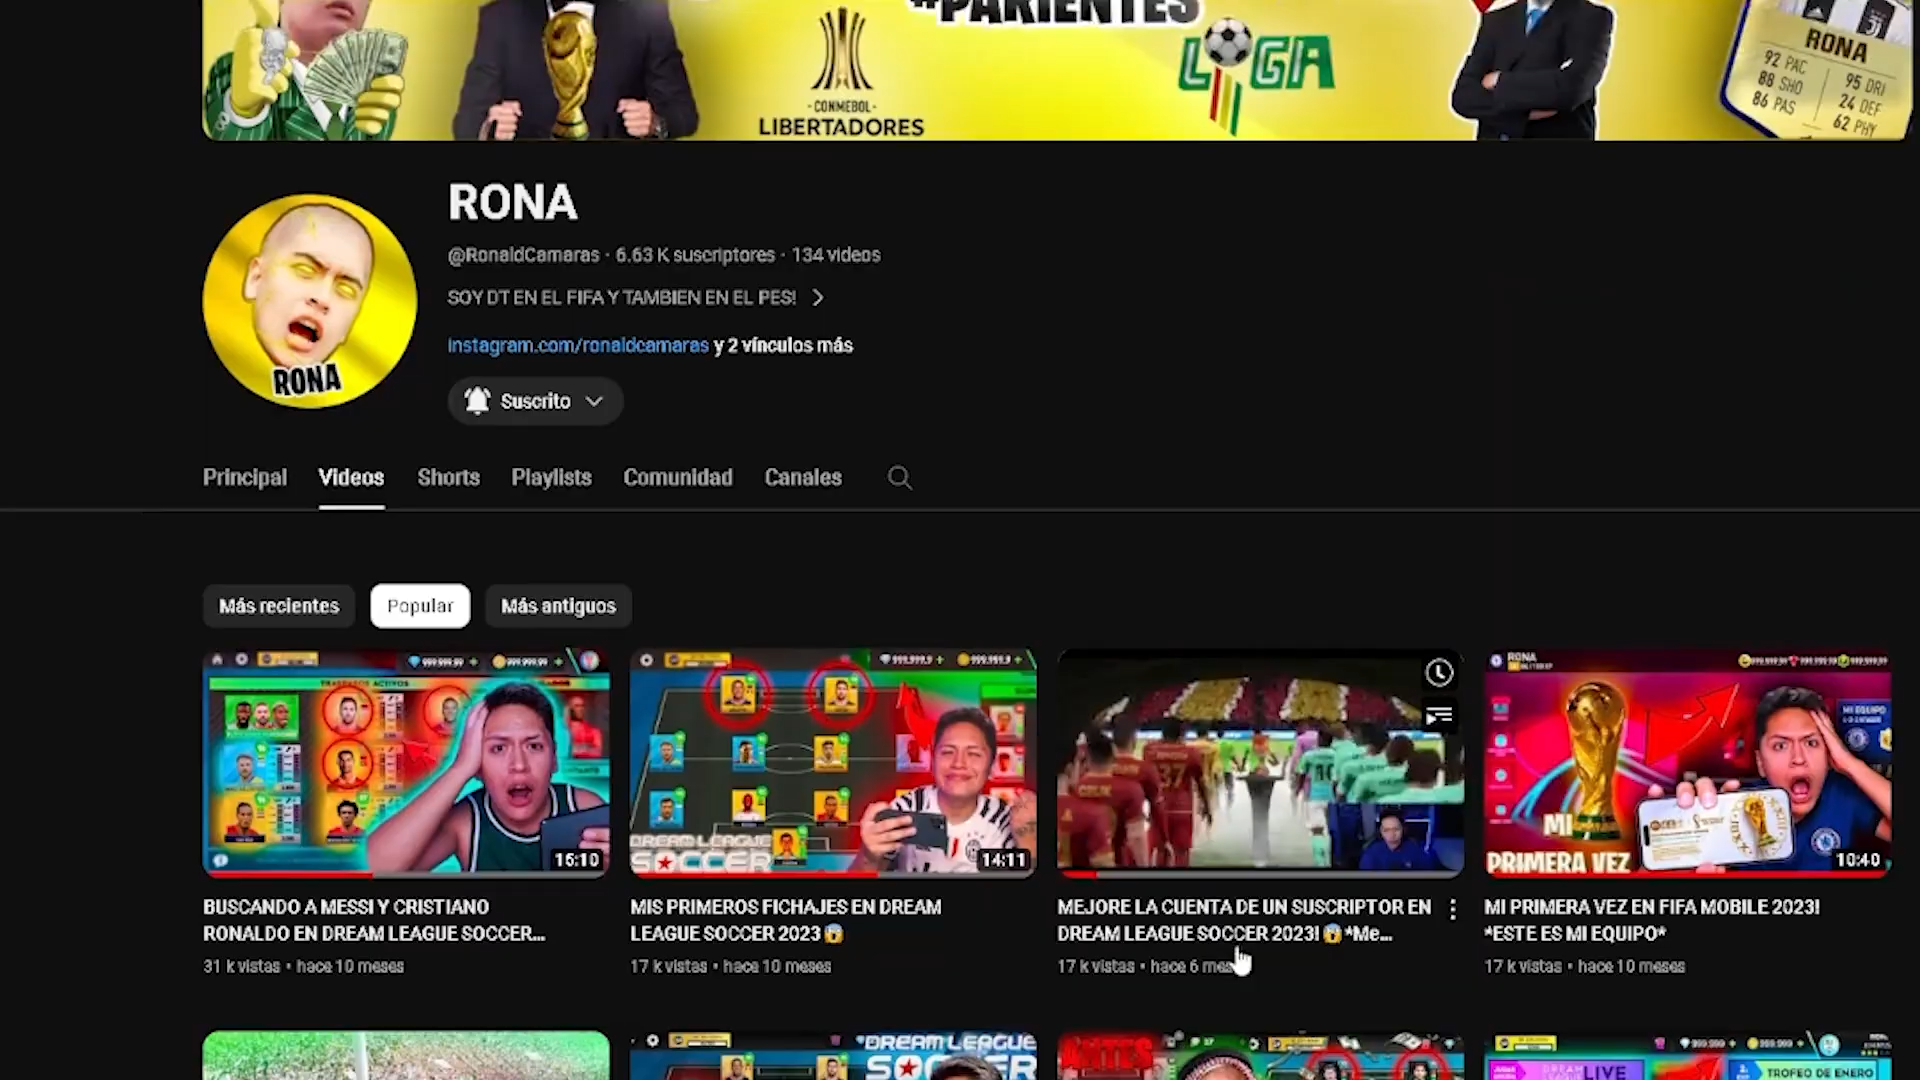 #PARIENTES
CONMEBOL
LIBERTADORES
LIGA
RONA
92 PAC
88 SHO
86 PAS
95 DRI
24 DEF
62 PHY
RONA
RONA
@RonaldCamaras · 6.63 K suscriptores · 134 videos
SOY DT EN EL FIFA Y TAMBIEN EN EL PES!
instagram.com/ronaldcamaras y 2 vínculos más
Suscrito
Principal Videos Shorts Playlists Comunidad Canales
Más recientes Popular Más antiguos
15:10
DREAM LEAGUE
SOCCER
14:11
37
RONA
MI EQUIPO
MI
PRIMERA VEZ
10:40
BUSCANDO A MESSI Y CRISTIANO
RONALDO EN DREAM LEAGUE SOCCER...
31 k vistas • hace 10 meses
MIS PRIMEROS FICHAJES EN DREAM
LEAGUE SOCCER 2023 😱
17 k vistas • hace 10 meses
MEJORE LA CUENTA DE UN SUSCRIPTOR EN
DREAM LEAGUE SOCCER 2023! 😱 *Me...
17 k vistas • hace 6 mes
MI PRIMERA VEZ EN FIFA MOBILE 2023!
*ESTE ES MI EQUIPO*
17 k vistas • hace 10 meses
DREAM LEAGUE
SOCCER
ANTES
LIVE
TROFEO DE ENERO